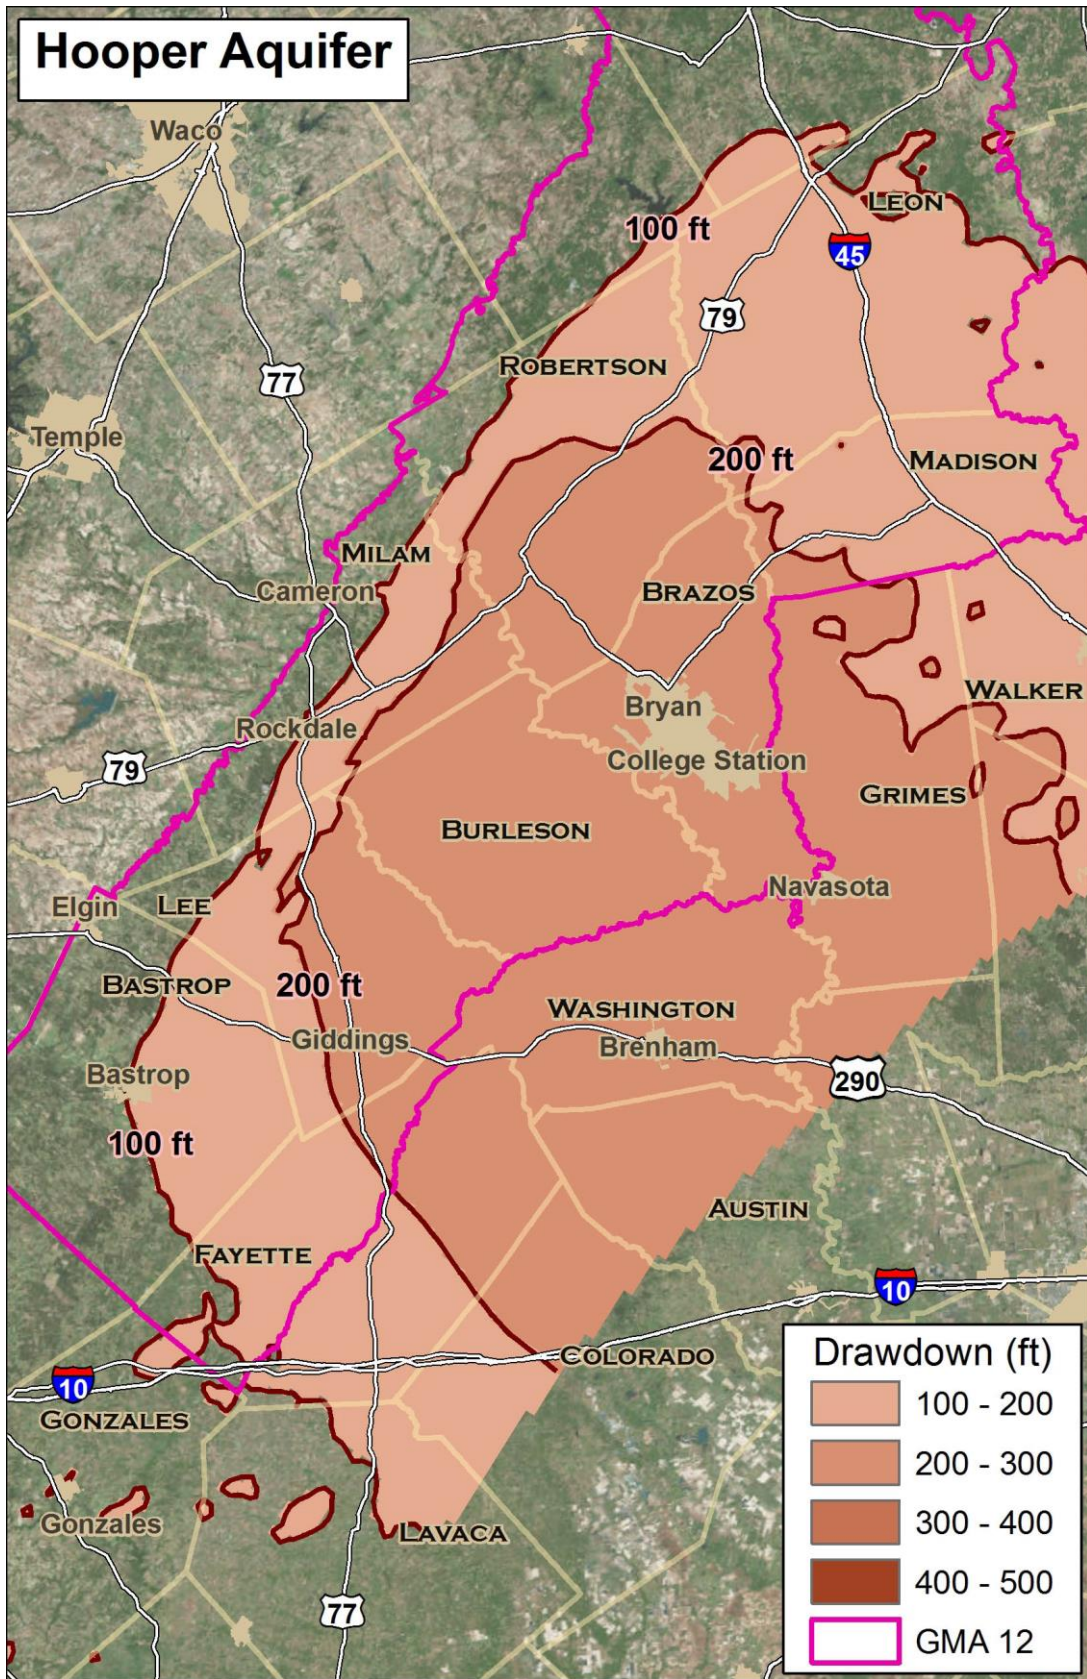 Hooper Aquifer
Waco
LEON
100 ft
45
79
77
ROBERTSON
Temple
200 ft
MADISON
MILAM
Cameron
BRAZOS
WALKER
Bryan
Rockdale
College Station
79
GRIMES
BURLESON
Navasota
Elgin
LEE
BASTROP
200 ft
WASHINGTON
Giddings
Brenham
Bastrop
290
100 ft
AUSTIN
FAYETTE
10
COLORADO
10
GONZALES
Gonzales
LAVACA
77
Drawdown (ft)
100 - 200
200 - 300
300 - 400
400 - 500
GMA 12